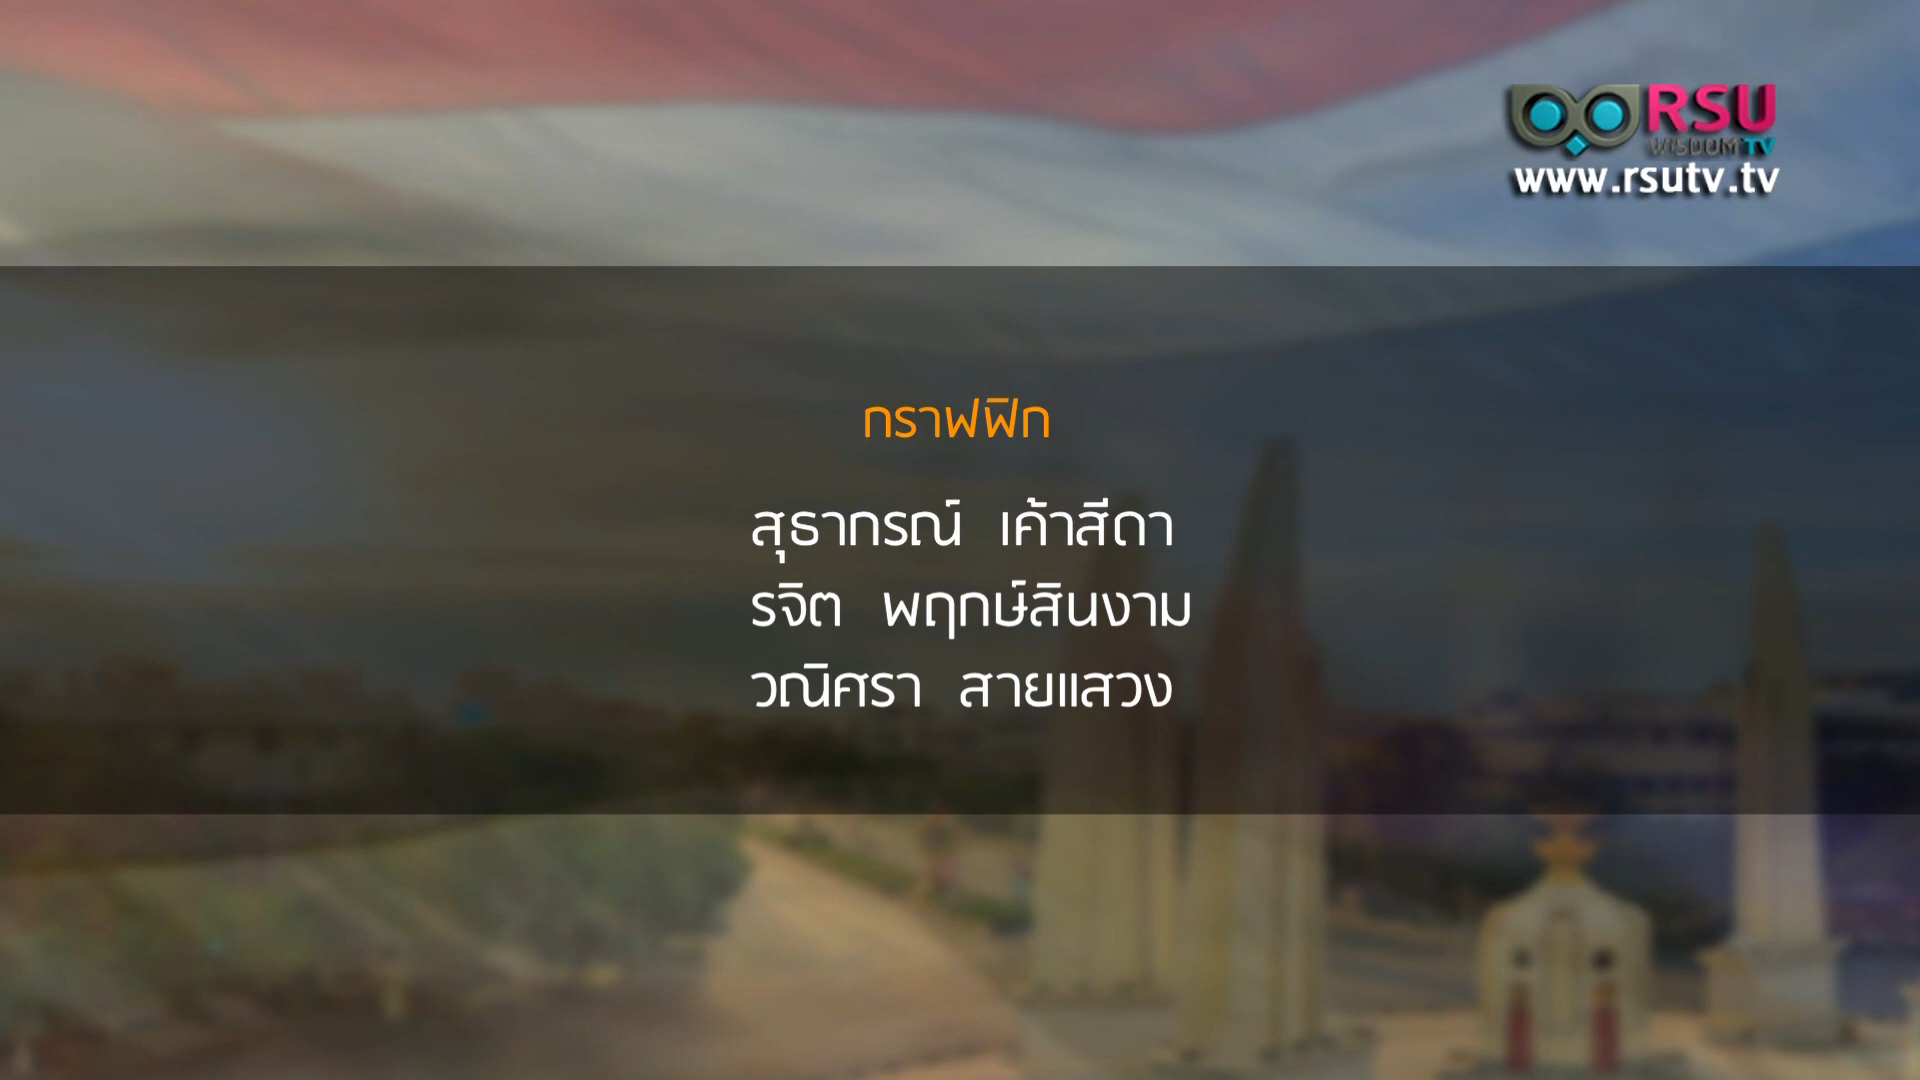 RSU
WISDOM TV
www.rsutv.tv
กราฟฟิก
สุธากรณ์ เค้าสีดา
รจิต พฤกษ์สินงาม
วณิศรา สายแสวง